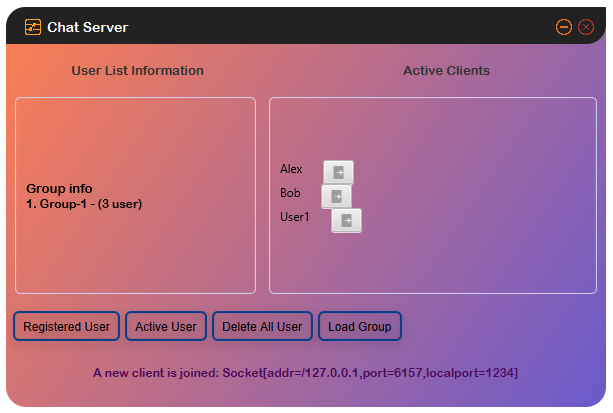 Chat Server
User List Information
Active Clients
Group info
1. Group-1 - (3 user)
Alex
Bob
User1
Registered User
Active User
Delete All User
Load Group
A new client is joined: Socket[addr=/127.0.0.1,port=6157,localport=1234]